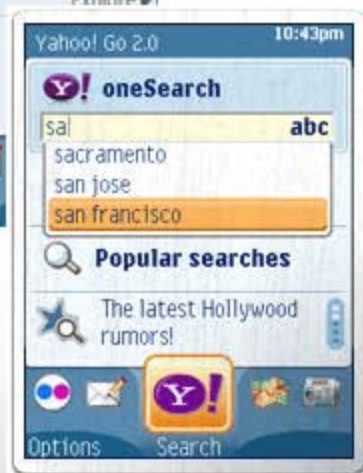 Yahoo! Go 2.0 10:43pm
Y! oneSearch
sa abc
sacramento
san jose
san francisco
Popular searches
The latest Hollywood
rumors!
Y!
Options Search